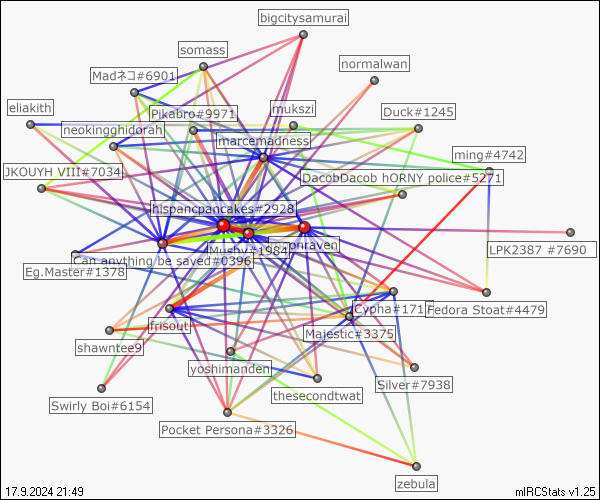 bigcitysamurai
somass
normalwan
Madネコ#6901
eliakith
Pikabro#9971
mukszi
Duck#1245
neokingghidorah
marcemadness
ming#4742
JKOUYH VIII#7034
DacobDacob hORNY police#5271
hispancpancakes#2928
Mushy#1984
onraven
LPK2387 #7690
Can anything be saved#0396
Eg.Master#1378
Cypha#171
Fedora Stoat#4479
frisout
Majestic#3375
shawntee9
yoshimanden
Silver#7938
thesecondtwat
Swirly Boi#6154
Pocket Persona#3326
zebula
17.9.2024 21:49
mIRCStats v1.25